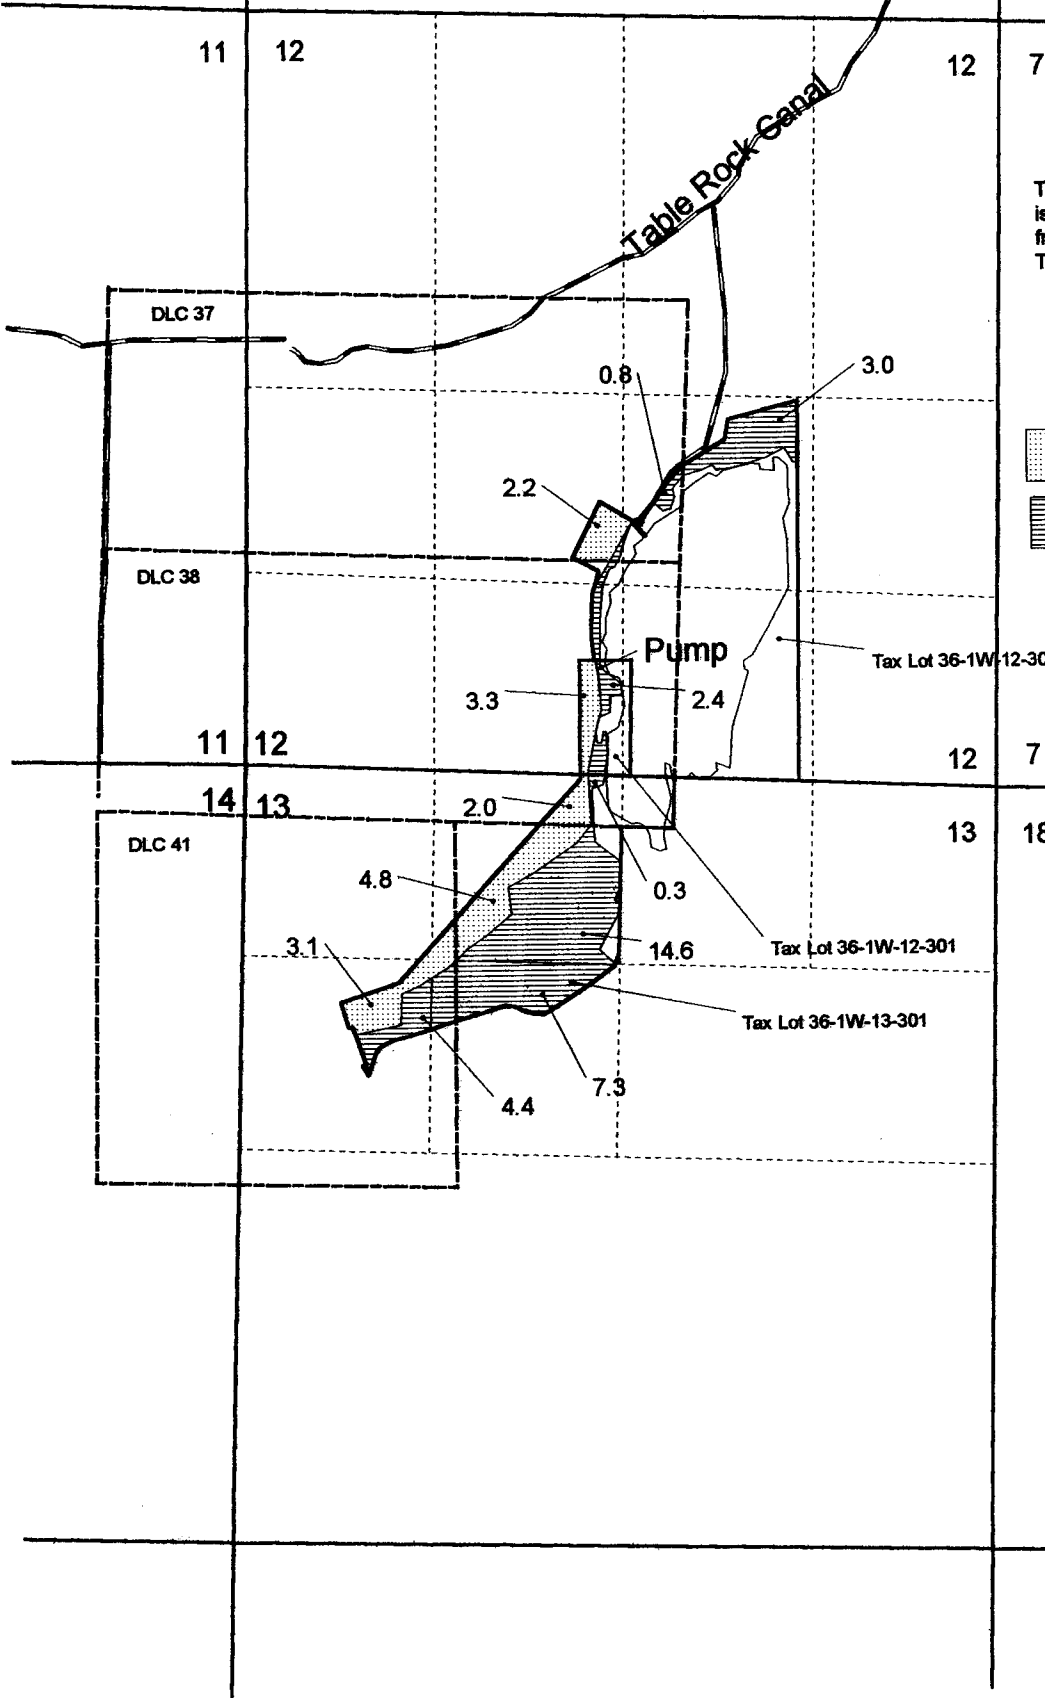 11 12
12 7
Table Rock Canal
T
is
T
DLC 37
0.8
3.0
2.2
DLC 38
Pump
Tax Lot 36-1W-12-30
3.3
2.4
11 12
12 7
14 13
2.0
13 18
DLC 41
4.8
0.3
3.1
14.6
Tax Lot 36-1W-12-301
Tax Lot 36-1W-13-301
7.3
4.4